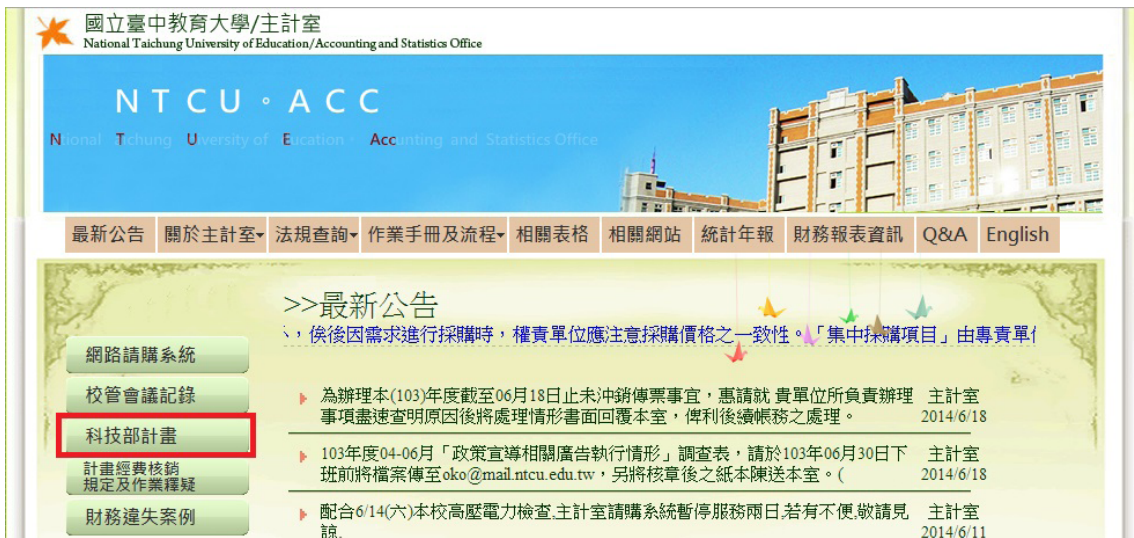 國立臺中教育大學/主計室
National Taichung University of Education/Accounting and Statistics Office
NTCU。ACC
National Taichung University of Education · Accounting and Statistics Office
最新公告 關於主計室 法規查詢 作業手冊及流程 相關表格 相關網站 統計年報 財務報表資訊 Q&A English
>>最新公告
，俟後因需求進行採購時，權責單位應注意採購價格之一致性。「集中採購項目」由專責單
網路請購系統
校管會議記錄
科技部計畫
計畫經費核銷
規定及作業釋疑
財務違失案例
為辦理本(103)年度截至06月18日止未沖銷傳票事宜，惠請就 貴單位所負責辦理 主計室
事項盡速查明原因後將處理情形書面回覆本室，俾利後續帳務之處理。 2014/6/18
103年度04-06月「政策宣導相關廣告執行情形」調查表，請於103年06月30日下 主計室
班前將檔案傳至oko@mail.ntcu.edu.tw，另將核章後之紙本陳送本室。( 2014/6/18
配合6/14(六)本校高壓電力檢查,主計室請購系統暫停服務兩日,若有不便,敬請見 主計室
諒. 2014/6/11